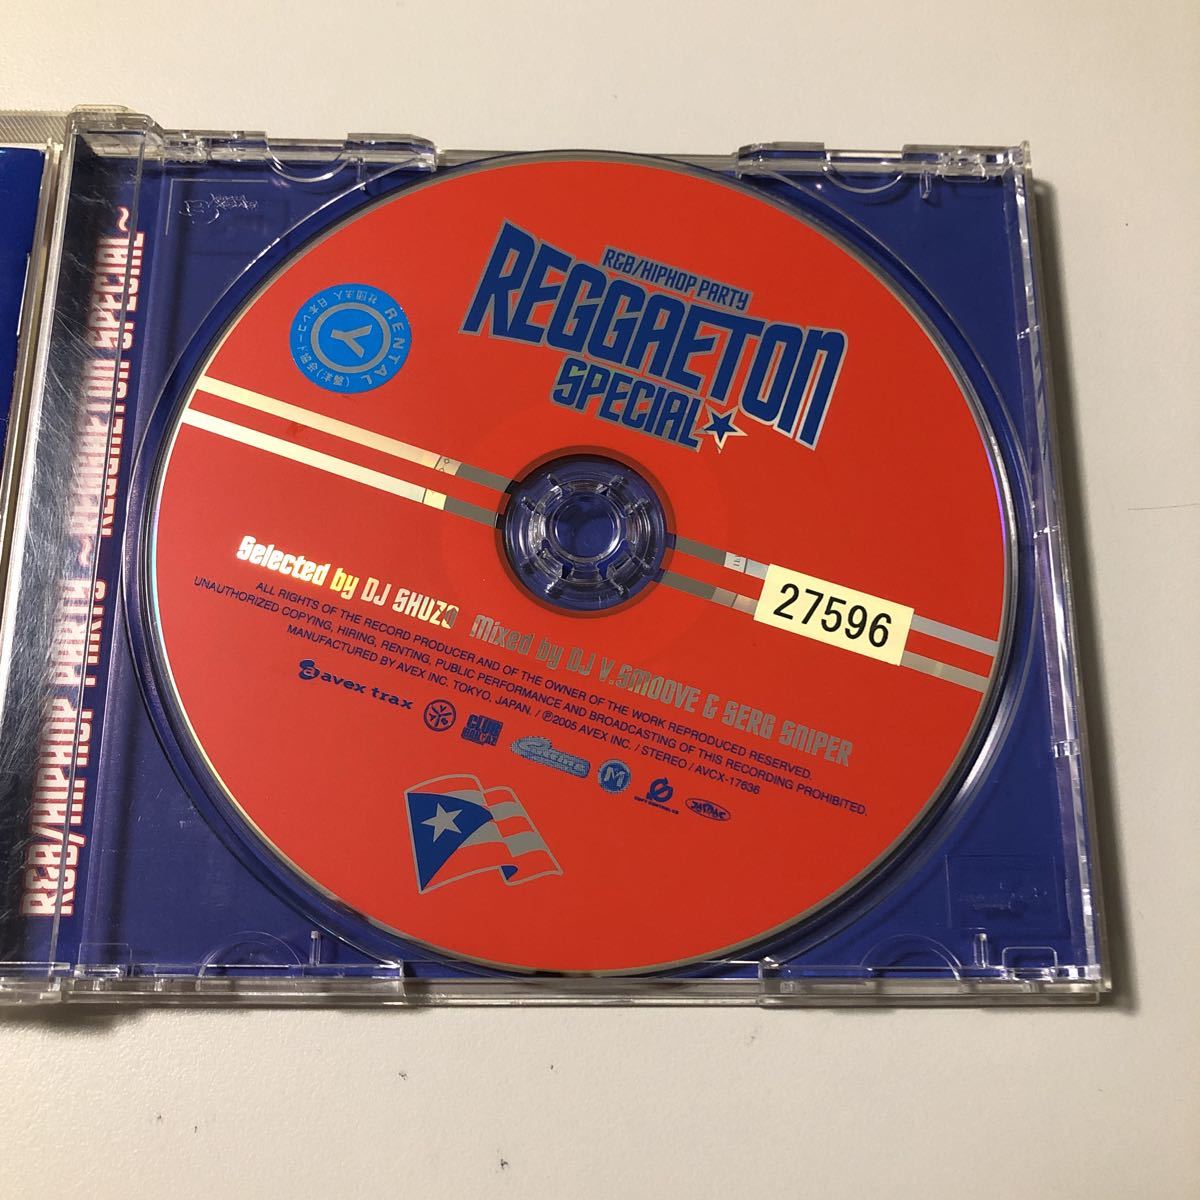 R&B/HIPHOP PARTY ～REGGAETON SPECIAL～
R&B/HIPHOP PARTY
REGGAETON
SPECIAL
RENTAL
Y
27596
Selected by DJ SHUZO Mixed by DJ V.SMOOVE & SERG SNIPER
ALL RIGHTS OF THE RECORD PRODUCER AND OF THE OWNER OF THE WORK REPRODUCED RESERVED.
UNAUTHORIZED COPYING, HIRING, RENTING, PUBLIC PERFORMANCE AND BROADCASTING OF THIS RECORDING PROHIBITED.
MANUFACTURED BY AVEX INC. TOKYO, JAPAN. / ℗2005 AVEX INC. / STEREO / AVCX-17636
avex trax
CLUB
M
JASRAC